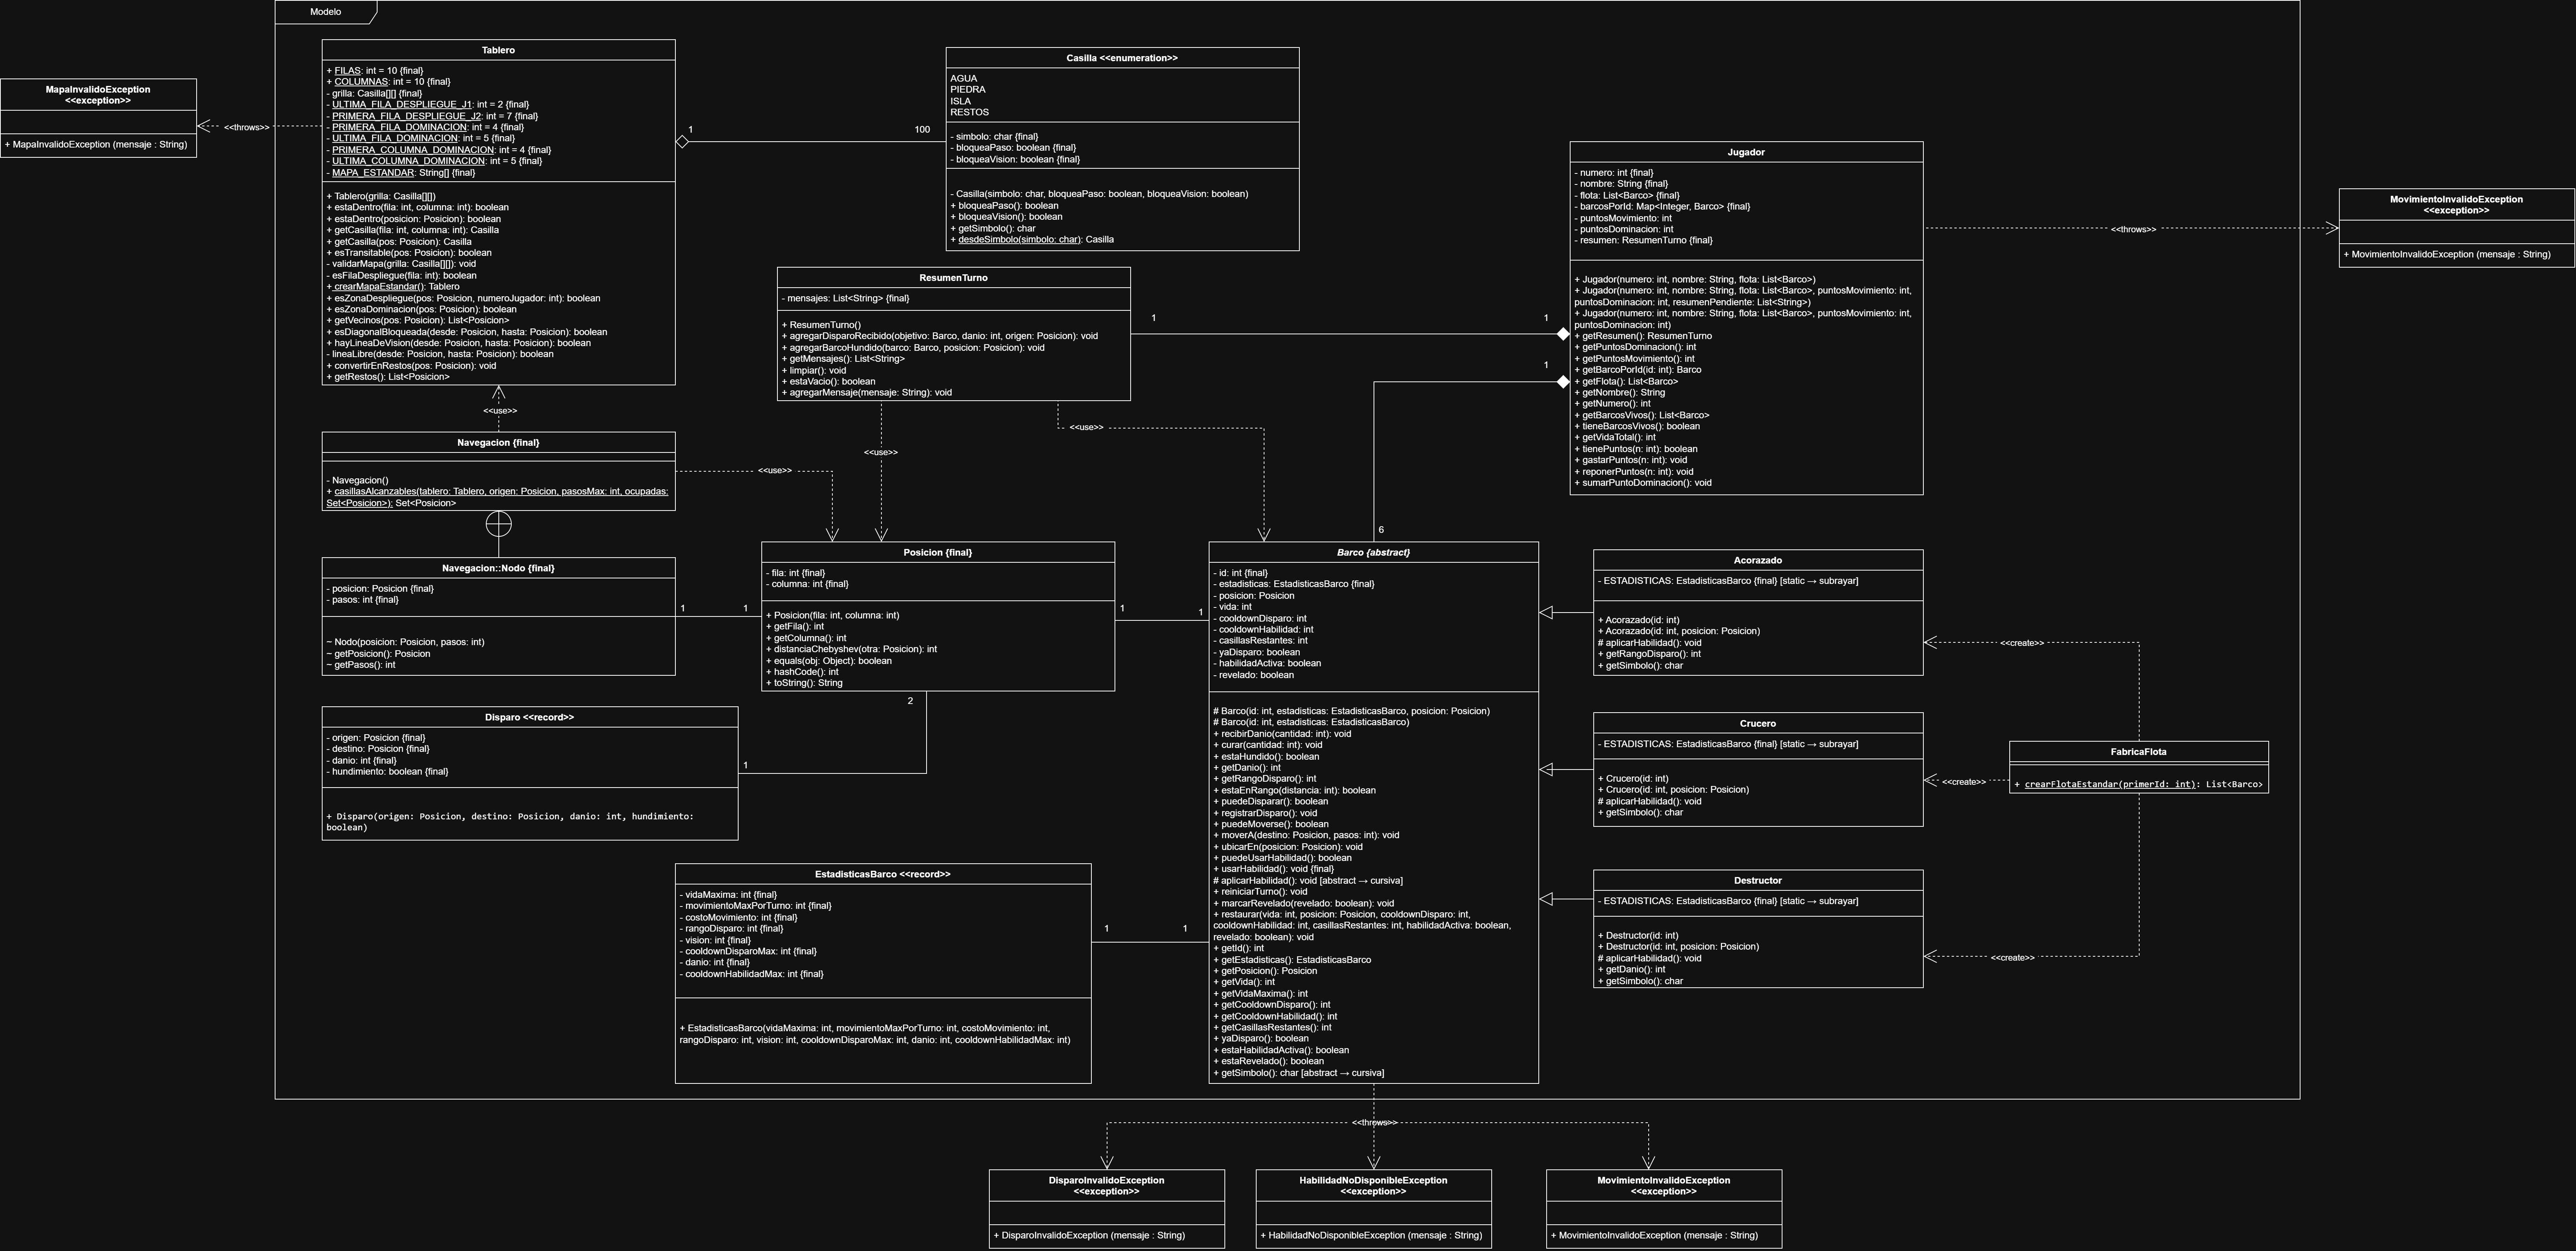 Modelo
MapaInvalidoException
<<exception>>
+ MapaInvalidoException (mensaje : String)
<<throws>>
Tablero
+ FILAS: int = 10 {final}
+ COLUMNAS: int = 10 {final}
- grilla: Casilla[][] {final}
- ULTIMA_FILA_DESPLIEGUE_J1: int = 2 {final}
- PRIMERA_FILA_DESPLIEGUE_J2: int = 7 {final}
- PRIMERA_FILA_DOMINACION: int = 4 {final}
- ULTIMA_FILA_DOMINACION: int = 5 {final}
- PRIMERA_COLUMNA_DOMINACION: int = 4 {final}
- ULTIMA_COLUMNA_DOMINACION: int = 5 {final}
- MAPA_ESTANDAR: String[] {final}
+ Tablero(grilla: Casilla[][])
+ estaDentro(fila: int, columna: int): boolean
+ estaDentro(posicion: Posicion): boolean
+ getCasilla(fila: int, columna: int): Casilla
+ getCasilla(pos: Posicion): Casilla
+ esTransitable(pos: Posicion): boolean
- validarMapa(grilla: Casilla[][]): void
- esFilaDespliegue(fila: int): boolean
+ crearMapaEstandar(): Tablero
+ esZonaDespliegue(pos: Posicion, numeroJugador: int): boolean
+ esZonaDominacion(pos: Posicion): boolean
+ getVecinos(pos: Posicion): List<Posicion>
+ esDiagonalBloqueada(desde: Posicion, hasta: Posicion): boolean
+ hayLineaDeVision(desde: Posicion, hasta: Posicion): boolean
- lineaLibre(desde: Posicion, hasta: Posicion): boolean
+ convertirEnRestos(pos: Posicion): void
+ getRestos(): List<Posicion>
1
100
Casilla <<enumeration>>
AGUA
PIEDRA
ISLA
RESTOS
- simbolo: char {final}
- bloqueaPaso: boolean {final}
- bloqueaVision: boolean {final}
- Casilla(simbolo: char, bloqueaPaso: boolean, bloqueaVision: boolean)
+ bloqueaPaso(): boolean
+ bloqueaVision(): boolean
+ getSimbolo(): char
+ desdeSimbolo(simbolo: char): Casilla
ResumenTurno
- mensajes: List<String> {final}
+ ResumenTurno()
+ agregarDisparoRecibido(objetivo: Barco, danio: int, origen: Posicion): void
+ agregarBarcoHundido(barco: Barco, posicion: Posicion): void
+ getMensajes(): List<String>
+ limpiar(): void
+ estaVacio(): boolean
+ agregarMensaje(mensaje: String): void
1
1
1
6
Jugador
- numero: int {final}
- nombre: String {final}
- flota: List<Barco> {final}
- barcosPorId: Map<Integer, Barco> {final}
- puntosMovimiento: int
- puntosDominacion: int
- resumen: ResumenTurno {final}
+ Jugador(numero: int, nombre: String, flota: List<Barco>)
+ Jugador(numero: int, nombre: String, flota: List<Barco>, puntosMovimiento: int,
puntosDominacion: int, resumenPendiente: List<String>)
+ Jugador(numero: int, nombre: String, flota: List<Barco>, puntosMovimiento: int,
puntosDominacion: int)
+ getResumen(): ResumenTurno
+ getPuntosDominacion(): int
+ getPuntosMovimiento(): int
+ getBarcoPorId(id: int): Barco
+ getFlota(): List<Barco>
+ getNombre(): String
+ getNumero(): int
+ getBarcosVivos(): List<Barco>
+ tieneBarcosVivos(): boolean
+ getVidaTotal(): int
+ tienePuntos(n: int): boolean
+ gastarPuntos(n: int): void
+ reponerPuntos(n: int): void
+ sumarPuntoDominacion(): void
<<throws>>
MovimientoInvalidoException
<<exception>>
+ MovimientoInvalidoException (mensaje : String)
<<use>>
Navegacion {final}
- Navegacion()
+ casillasAlcanzables(tablero: Tablero, origen: Posicion, pasosMax: int, ocupadas:
Set<Posicion>): Set<Posicion>
<<use>>
<<use>>
<<use>>
Navegacion::Nodo {final}
- posicion: Posicion {final}
- pasos: int {final}
~ Nodo(posicion: Posicion, pasos: int)
~ getPosicion(): Posicion
~ getPasos(): int
1
1
Posicion {final}
- fila: int {final}
- columna: int {final}
+ Posicion(fila: int, columna: int)
+ getFila(): int
+ getColumna(): int
+ distanciaChebyshev(otra: Posicion): int
+ equals(obj: Object): boolean
+ hashCode(): int
+ toString(): String
1
1
2
1
Disparo <<record>>
- origen: Posicion {final}
- destino: Posicion {final}
- danio: int {final}
- hundimiento: boolean {final}
+ Disparo(origen: Posicion, destino: Posicion, danio: int, hundimiento:
boolean)
EstadisticasBarco <<record>>
- vidaMaxima: int {final}
- movimientoMaxPorTurno: int {final}
- costoMovimiento: int {final}
- rangoDisparo: int {final}
- vision: int {final}
- cooldownDisparoMax: int {final}
- danio: int {final}
- cooldownHabilidadMax: int {final}
+ EstadisticasBarco(vidaMaxima: int, movimientoMaxPorTurno: int, costoMovimiento: int,
rangoDisparo: int, vision: int, cooldownDisparoMax: int, danio: int, cooldownHabilidadMax: int)
1
1
Barco {abstract}
- id: int {final}
- estadisticas: EstadisticasBarco {final}
- posicion: Posicion
- vida: int
- cooldownDisparo: int
- cooldownHabilidad: int
- casillasRestantes: int
- yaDisparo: boolean
- habilidadActiva: boolean
- revelado: boolean
# Barco(id: int, estadisticas: EstadisticasBarco, posicion: Posicion)
# Barco(id: int, estadisticas: EstadisticasBarco)
+ recibirDanio(cantidad: int): void
+ curar(cantidad: int): void
+ estaHundido(): boolean
+ getDanio(): int
+ getRangoDisparo(): int
+ estaEnRango(distancia: int): boolean
+ puedeDisparar(): boolean
+ registrarDisparo(): void
+ puedeMoverse(): boolean
+ moverA(destino: Posicion, pasos: int): void
+ ubicarEn(posicion: Posicion): void
+ puedeUsarHabilidad(): boolean
+ usarHabilidad(): void {final}
# aplicarHabilidad(): void [abstract → cursiva]
+ reiniciarTurno(): void
+ marcarRevelado(revelado: boolean): void
+ restaurar(vida: int, posicion: Posicion, cooldownDisparo: int,
cooldownHabilidad: int, casillasRestantes: int, habilidadActiva: boolean,
revelado: boolean): void
+ getId(): int
+ getEstadisticas(): EstadisticasBarco
+ getPosicion(): Posicion
+ getVida(): int
+ getVidaMaxima(): int
+ getCooldownDisparo(): int
+ getCooldownHabilidad(): int
+ getCasillasRestantes(): int
+ yaDisparo(): boolean
+ estaHabilidadActiva(): boolean
+ estaRevelado(): boolean
+ getSimbolo(): char [abstract → cursiva]
Acorazado
- ESTADISTICAS: EstadisticasBarco {final} [static → subrayar]
+ Acorazado(id: int)
+ Acorazado(id: int, posicion: Posicion)
# aplicarHabilidad(): void
+ getRangoDisparo(): int
+ getSimbolo(): char
Crucero
- ESTADISTICAS: EstadisticasBarco {final} [static → subrayar]
+ Crucero(id: int)
+ Crucero(id: int, posicion: Posicion)
# aplicarHabilidad(): void
+ getSimbolo(): char
Destructor
- ESTADISTICAS: EstadisticasBarco {final} [static → subrayar]
+ Destructor(id: int)
+ Destructor(id: int, posicion: Posicion)
# aplicarHabilidad(): void
+ getDanio(): int
+ getSimbolo(): char
<<create>>
<<create>>
<<create>>
FabricaFlota
+ crearFlotaEstandar(primerId: int): List<Barco>
<<throws>>
DisparoInvalidoException
<<exception>>
+ DisparoInvalidoException (mensaje : String)
HabilidadNoDisponibleException
<<exception>>
+ HabilidadNoDisponibleException (mensaje : String)
MovimientoInvalidoException
<<exception>>
+ MovimientoInvalidoException (mensaje : String)